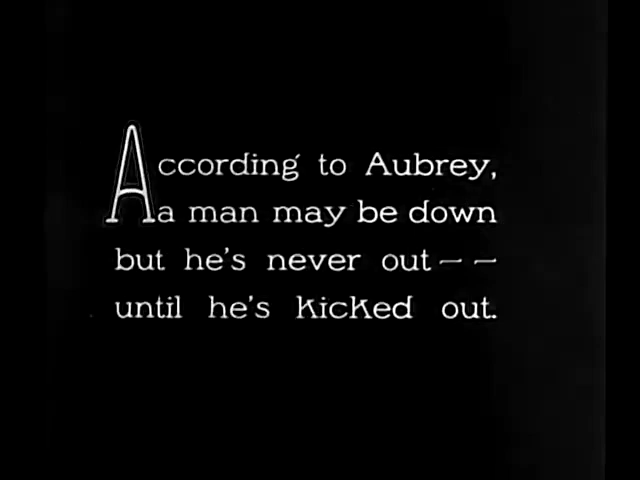 According to Aubrey,
a man may be down
but he's never out — —
until he's kicked out.